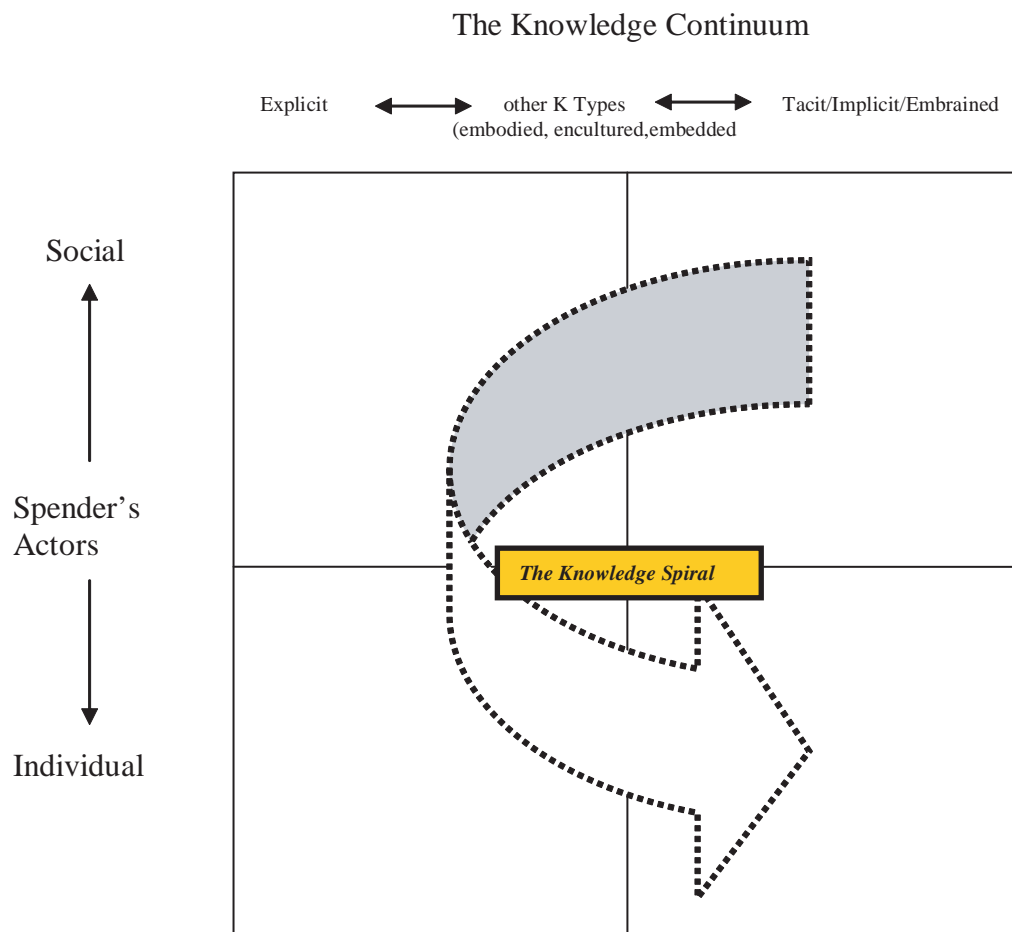 The Knowledge Continuum
Explicit other K Types Tacit/Implicit/Embrained
(embodied, encultured,embedded
Social
Spender’s
Actors
The Knowledge Spiral
Individual